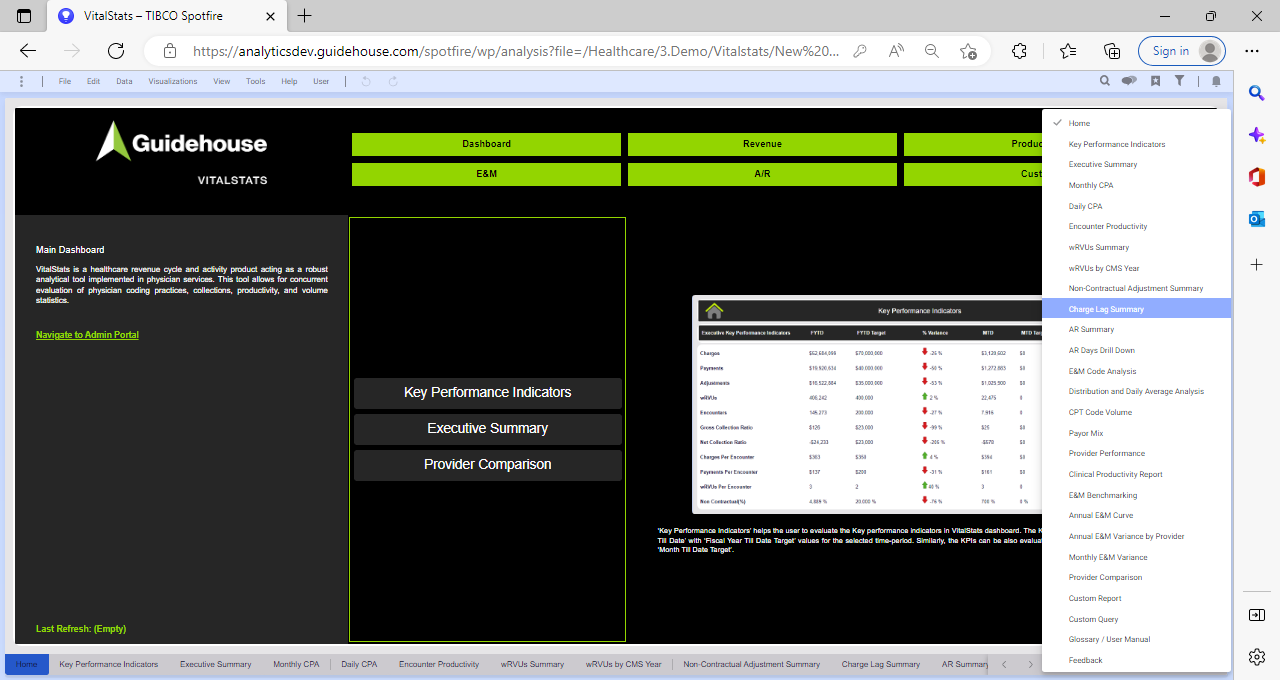 VitalStats – TIBCO Spotfire
https://analyticsdev.guidehouse.com/spotfire/wp/analysis?file=/Healthcare/3.Demo/Vitalstats/New%20...
Sign in
File Edit Data Visualizations View Tools Help User
Guidehouse
VITALSTATS
Dashboard Revenue Produc
E&M A/R Cust
Main Dashboard
VitalStats is a healthcare revenue cycle and activity product acting as a robust
analytical tool implemented in physician services. This tool allows for concurrent
evaluation of physician coding practices, collections, productivity, and volume
statistics.
Navigate to Admin Portal
Last Refresh: (Empty)
Key Performance Indicators
Executive Summary
Provider Comparison
Key Performance Indicators
Executive Key Performance Indicators FYTD FYTD Target % Variance MTD MTD Targ
Charges $52,684,099 $70,000,000 -25 % $3,128,602 $0
Payments $19,920,634 $40,000,000 -50 % $1,272,883 $0
Adjustments $16,522,884 $35,000,000 -53 % $1,025,500 $0
wRVUs 406,242 400,000 2 % 22,475 0
Encounters 145,273 200,000 -27 % 7,916 0
Gross Collection Ratio $126 $23,000 -99 % $25 $0
Net Collection Ratio -$24,233 $23,000 -205 % -$578 $0
Charges Per Encounter $363 $350 4 % $394 $0
Payments Per Encounter $137 $200 -31 % $161 $0
wRVUs Per Encounter 3 2 40 % 3 0
Non Contractual(%) 4,889 % 20,000 % -76 % 700 % 0 %
'Key Performance Indicators' helps the user to evaluate the Key performance Indicators in VitalStats dashboard. The K
Till Date' with 'Fiscal Year Till Date Target' values for the selected time-period. Similarly, the KPIs can be also evaluat
'Month Till Date Target'.
Home
Key Performance Indicators
Executive Summary
Monthly CPA
Daily CPA
Encounter Productivity
wRVUs Summary
wRVUs by CMS Year
Non-Contractual Adjustment Summary
Charge Lag Summary
AR Summary
AR Days Drill Down
E&M Code Analysis
Distribution and Daily Average Analysis
CPT Code Volume
Payor Mix
Provider Performance
Clinical Productivity Report
E&M Benchmarking
Annual E&M Curve
Annual E&M Variance by Provider
Monthly E&M Variance
Provider Comparison
Custom Report
Custom Query
Glossary / User Manual
Feedback
Home Key Performance Indicators Executive Summary Monthly CPA Daily CPA Encounter Productivity wRVUs Summary wRVUs by CMS Year Non-Contractual Adjustment Summary Charge Lag Summary AR Summary